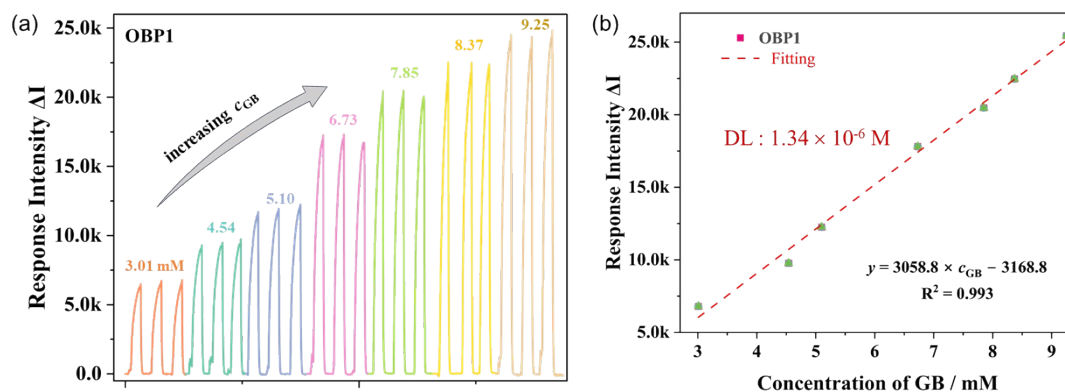 (a)
OBP1
Response Intensity ΔI
25.0k
20.0k
15.0k
10.0k
5.0k
0.0
increasing c_GB
3.01 mM
4.54
5.10
6.73
7.85
8.37
9.25
(b)
Response Intensity ΔI
25.0k
20.0k
15.0k
10.0k
5.0k
OBP1
Fitting
DL : 1.34 × 10⁻⁶ M
y = 3058.8 × c_GB − 3168.8
R² = 0.993
3 4 5 6 7 8 9
Concentration of GB / mM